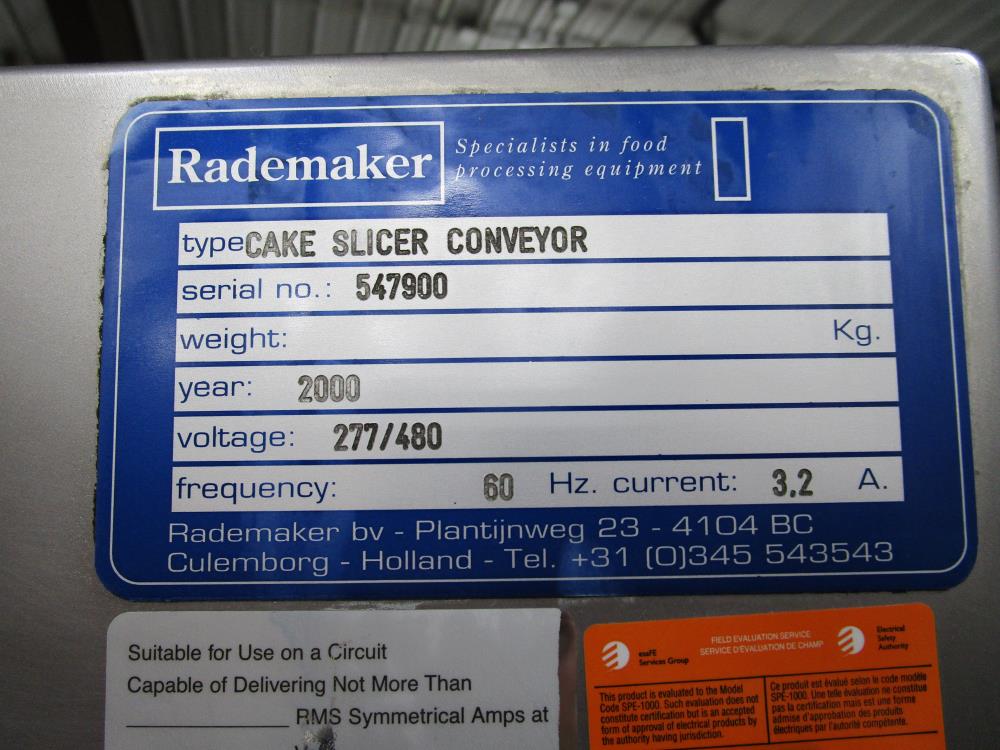 Rademaker
Specialists in food
processing equipment
type CAKE SLICER CONVEYOR
serial no.: 547900
weight: Kg.
year: 2000
voltage: 277/480
frequency: 60 Hz. current: 3,2 A.
Rademaker bv - Plantijnweg 23 - 4104 BC
Culemborg - Holland - Tel. +31 (0)345 543543
Suitable for Use on a Circuit
Capable of Delivering Not More Than
RMS Symmetrical Amps at
esaFE
Services Group
FIELD EVALUATION SERVICE
SERVICE D'ÉVALUATION DE CHAMP
Electrical
Safety
Authority
This product is evaluated to the Model
Code SPE-1000. Such evaluation does not
constitute certification but is an accepted
form of approval of electrical products by
the authority having jurisdiction.
Ce produit est évalué selon le code modèle
SPE-1000. Une telle évaluation ne constitue
pas la certification mais est une forme
admise d'approbation des produits
électriques par l'autorité compétente.